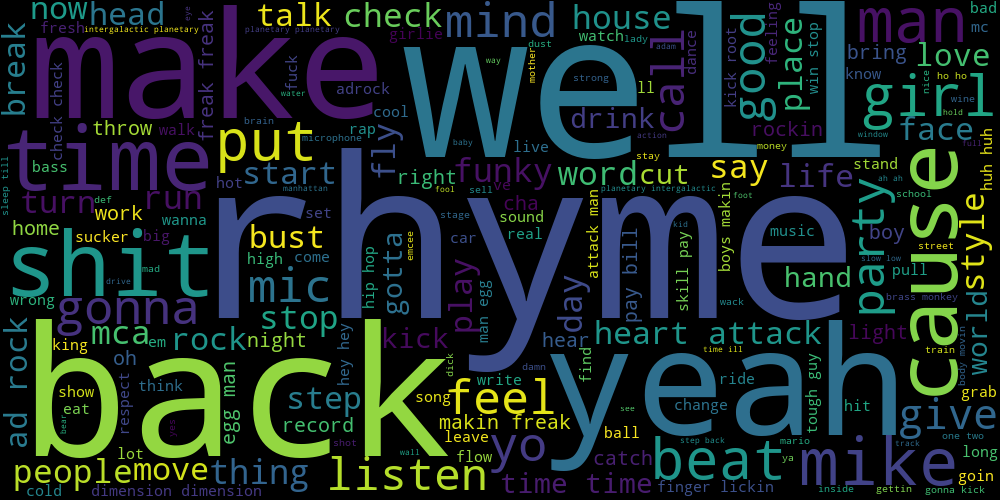 now
head
fresh
intergalactic planetary
break
make
talk
check
mind
planetary planetary
girlie
fuck
water
adrock
cool
freak freak
check check
house
watch
lady
dust
mother
way
well
strong
adam
call
dance
kick root
good
feeling
place
win stop
man
bring
know
bad
mc
eye
love
girl
nice
ho ho
wine
hold
face
full
window
huh huh
time
throw
walk
bass
sleep till
put
brain
microphone
rap
fly
live
baby
drink
ll
rockin
action
money
stay
say
stand
ah ah
school
turn
def
run
hot
start
manhattan
right
funky
ve
fool
sell
word
cut
planetary intergalactic
foot
life
party
boy
cause
style
street
home
work
wanna
sucker
big
set
bust
high
come
cha
sound
real
stage
car
emcee
gotta
hip hop
attack man
kid
boys makin
music
pull
slow low
world
shit
mad
drive
wrong
gonna
rhyme
mic
stop
play
man egg
day
pay bill
skill pay
wack
hand
brass monkey
ad rock
king
mca
em
rock
night
hey hey
kick
hear
heart attack
light
train
body movin
oh
respect
think
show
eat
bear
back
yes
egg man
step
record
shot
wall
song
dick
feel
write
damn
find
yeah
time ill
ride
change
tough guy
hit
give
grab
lot
people
move
cold
dimension dimension
thing
listen
makin freak
leave
flow
yo
time time
catch
ball
see
beat
step back
finger lickin
mario
ya
mike
track
inside
gettin
one two
long
goin
gonna kick